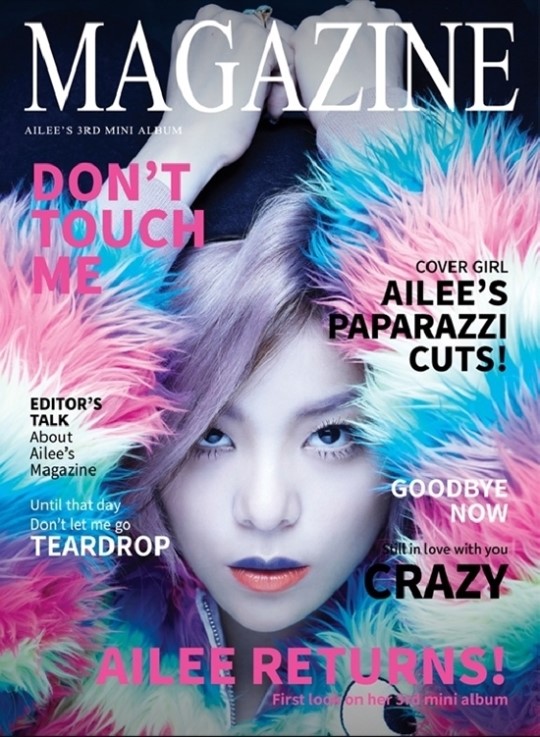 MAGAZINE
AILEE'S 3RD MINI ALBUM
DON'T
TOUCH
ME
COVER GIRL
AILEE'S
PAPARAZZI
CUTS!
EDITOR'S
TALK
About
Ailee's
Magazine
Until that day
Don't let me go
TEARDROP
GOODBYE
NOW
Still in love with you
CRAZY
AILEE RETURNS!
First look on her 3rd mini album